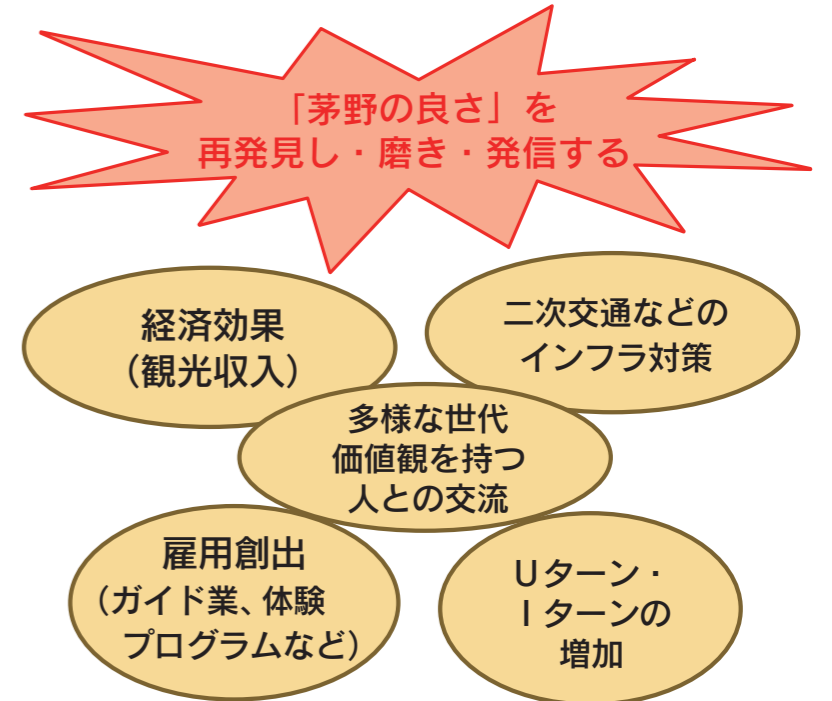 「茅野の良さ」を
再発見し・磨き・発信する
経済効果
（観光収入）
二次交通などの
インフラ対策
多様な世代
価値観を持つ
人との交流
雇用創出
（ガイド業、体験
プログラムなど）
Uターン・
Iターンの
増加